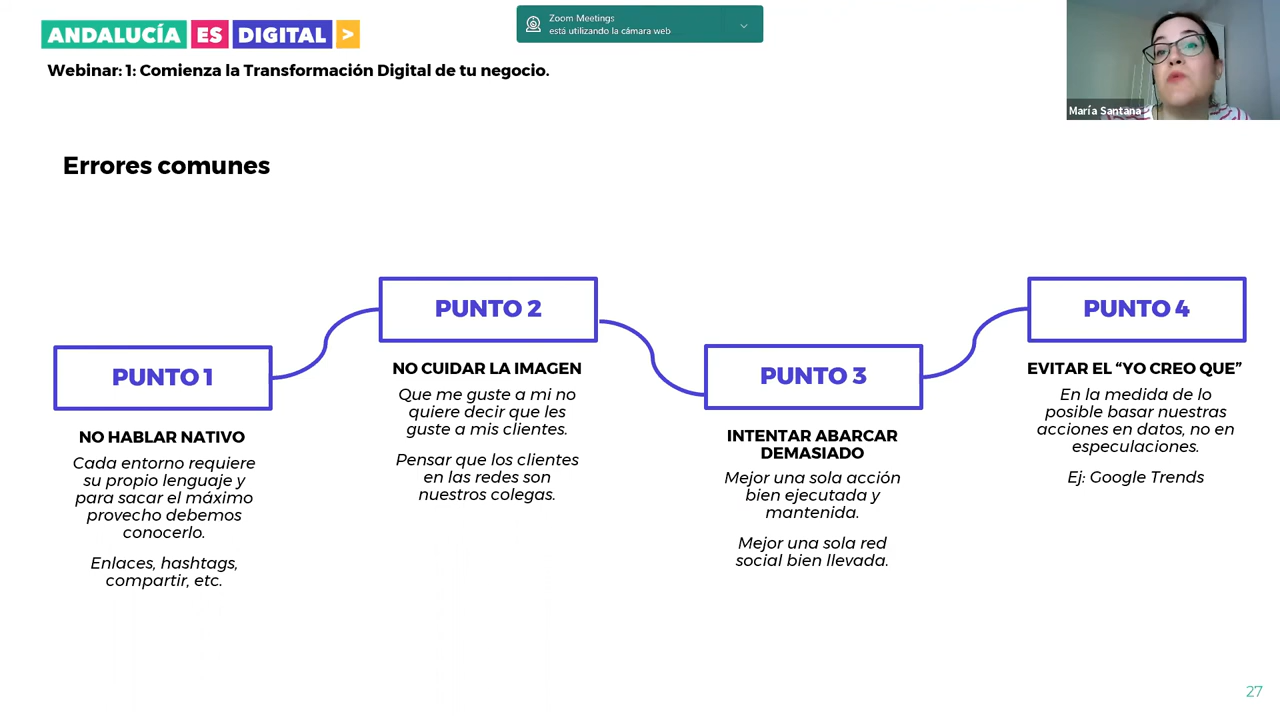 ANDALUCÍA ES DIGITAL >
Webinar: 1: Comienza la Transformación Digital de tu negocio.
Zoom Meetings
está utilizando la cámara web
María Santana
Errores comunes
PUNTO 1
NO HABLAR NATIVO
Cada entorno requiere
su propio lenguaje y
para sacar el máximo
provecho debemos
conocerlo.
Enlaces, hashtags,
compartir, etc.
PUNTO 2
NO CUIDAR LA IMAGEN
Que me guste a mi no
quiere decir que les
guste a mis clientes.
Pensar que los clientes
en las redes son
nuestros colegas.
PUNTO 3
INTENTAR ABARCAR
DEMASIADO
Mejor una sola acción
bien ejecutada y
mantenida.
Mejor una sola red
social bien llevada.
PUNTO 4
EVITAR EL “YO CREO QUE”
En la medida de lo
posible basar nuestras
acciones en datos, no en
especulaciones.
Ej: Google Trends
27